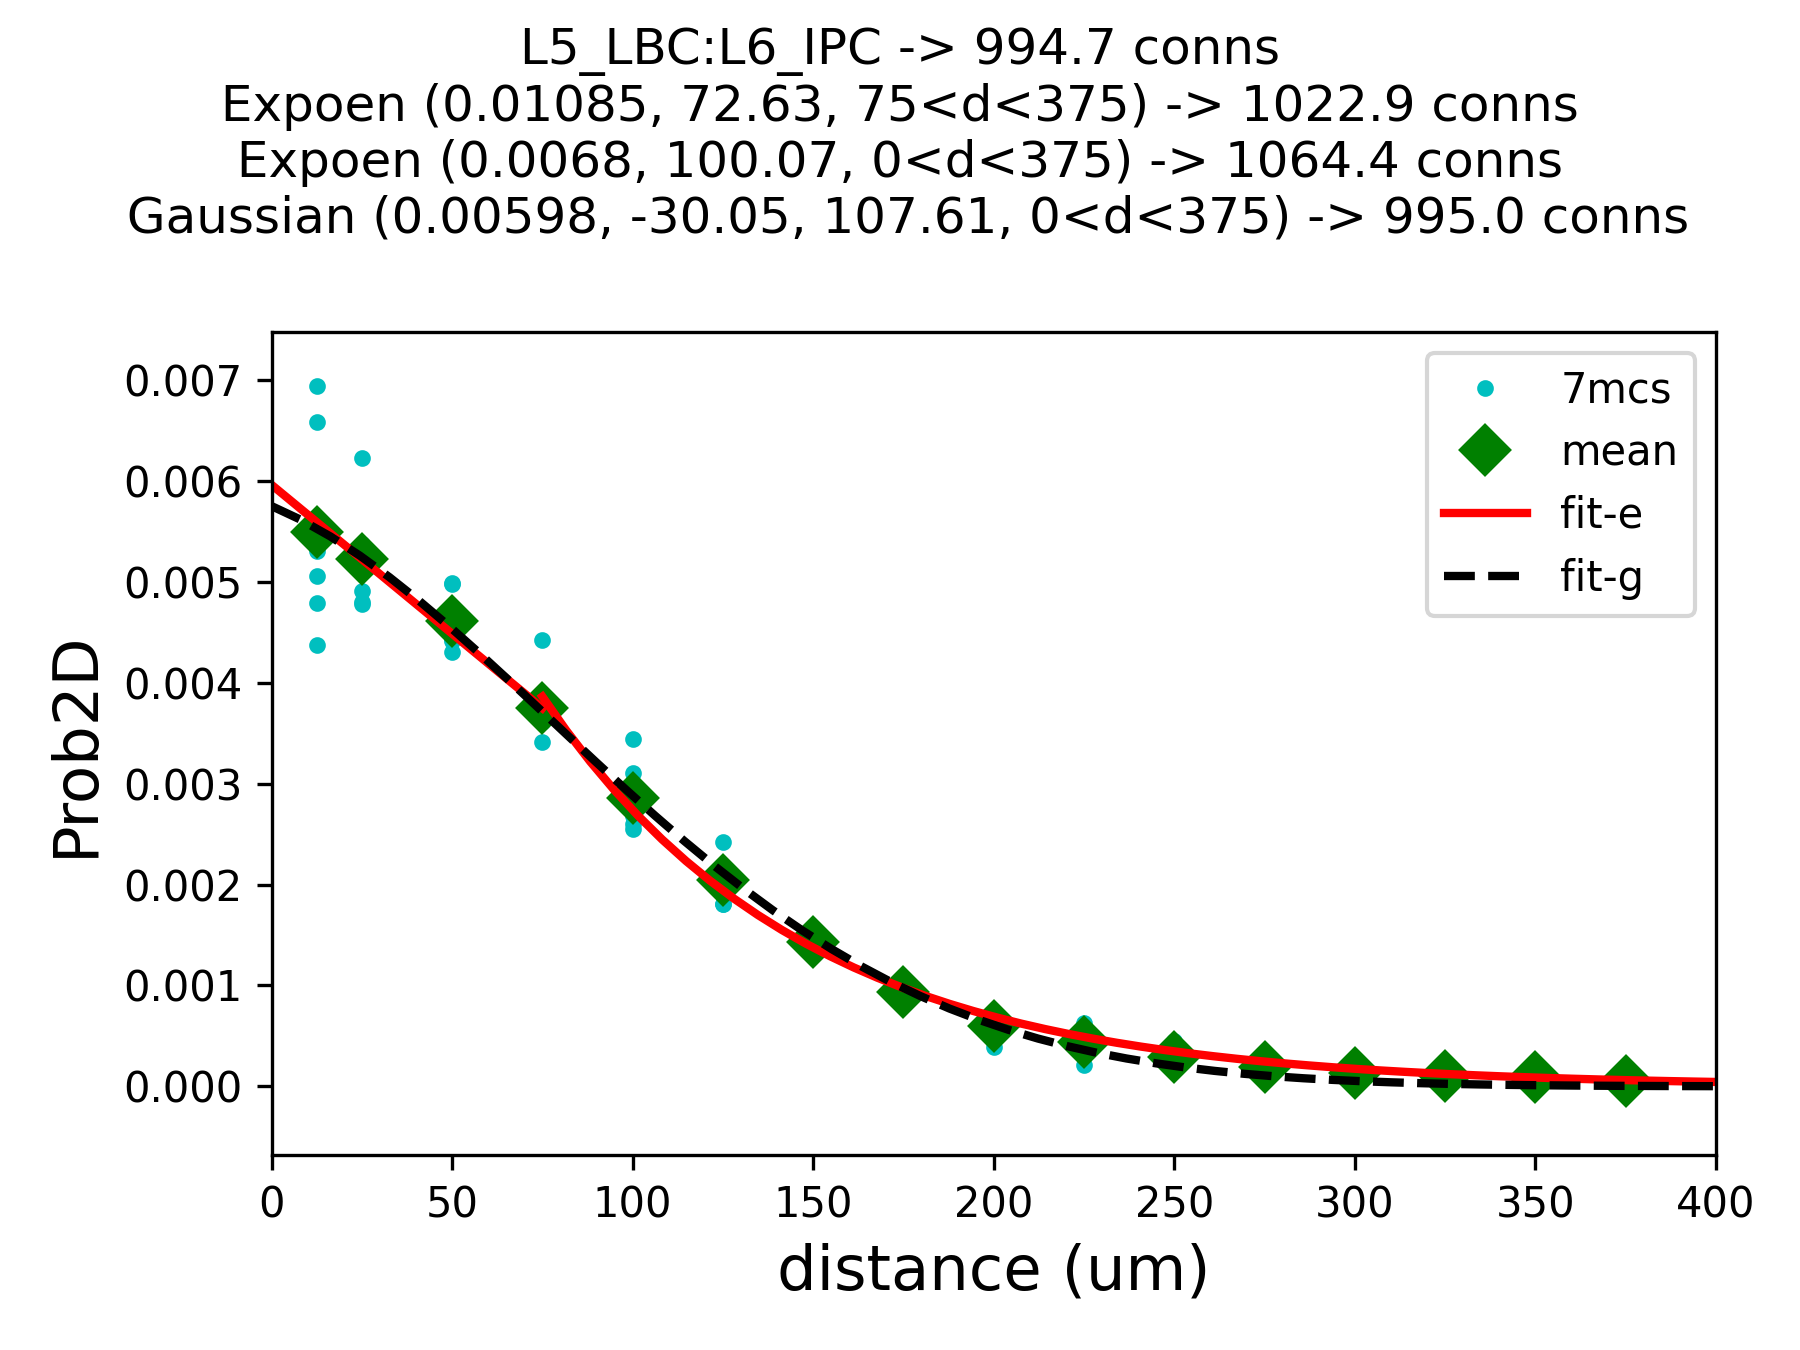 L5_LBC:L6_IPC -> 994.7 conns
Expoen (0.01085, 72.63, 75<d<375) -> 1022.9 conns
Expoen (0.0068, 100.07, 0<d<375) -> 1064.4 conns
Gaussian (0.00598, -30.05, 107.61, 0<d<375) -> 995.0 conns
7mcs
mean
fit-e
fit-g
Prob2D
0.007
0.006
0.005
0.004
0.003
0.002
0.001
0.000
0 50 100 150 200 250 300 350 400
distance (um)